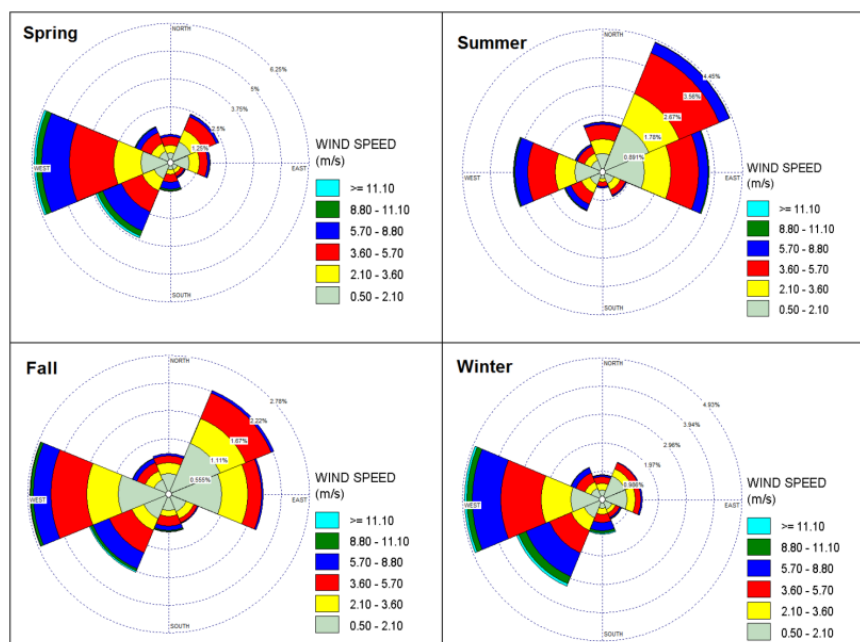 Spring
NORTH
6.25%
5%
3.75%
2.5%
1.25%
WEST
EAST
SOUTH
WIND SPEED
(m/s)
>= 11.10
8.80 - 11.10
5.70 - 8.80
3.60 - 5.70
2.10 - 3.60
0.50 - 2.10
Summer
NORTH
4.45%
3.56%
2.67%
1.78%
0.891%
WEST
EAST
SOUTH
WIND SPEED
(m/s)
>= 11.10
8.80 - 11.10
5.70 - 8.80
3.60 - 5.70
2.10 - 3.60
0.50 - 2.10
Fall
NORTH
2.78%
2.22%
1.67%
1.11%
0.555%
WEST
EAST
SOUTH
WIND SPEED
(m/s)
>= 11.10
8.80 - 11.10
5.70 - 8.80
3.60 - 5.70
2.10 - 3.60
0.50 - 2.10
Winter
NORTH
4.93%
3.94%
2.96%
1.97%
0.986%
WEST
EAST
SOUTH
WIND SPEED
(m/s)
>= 11.10
8.80 - 11.10
5.70 - 8.80
3.60 - 5.70
2.10 - 3.60
0.50 - 2.10